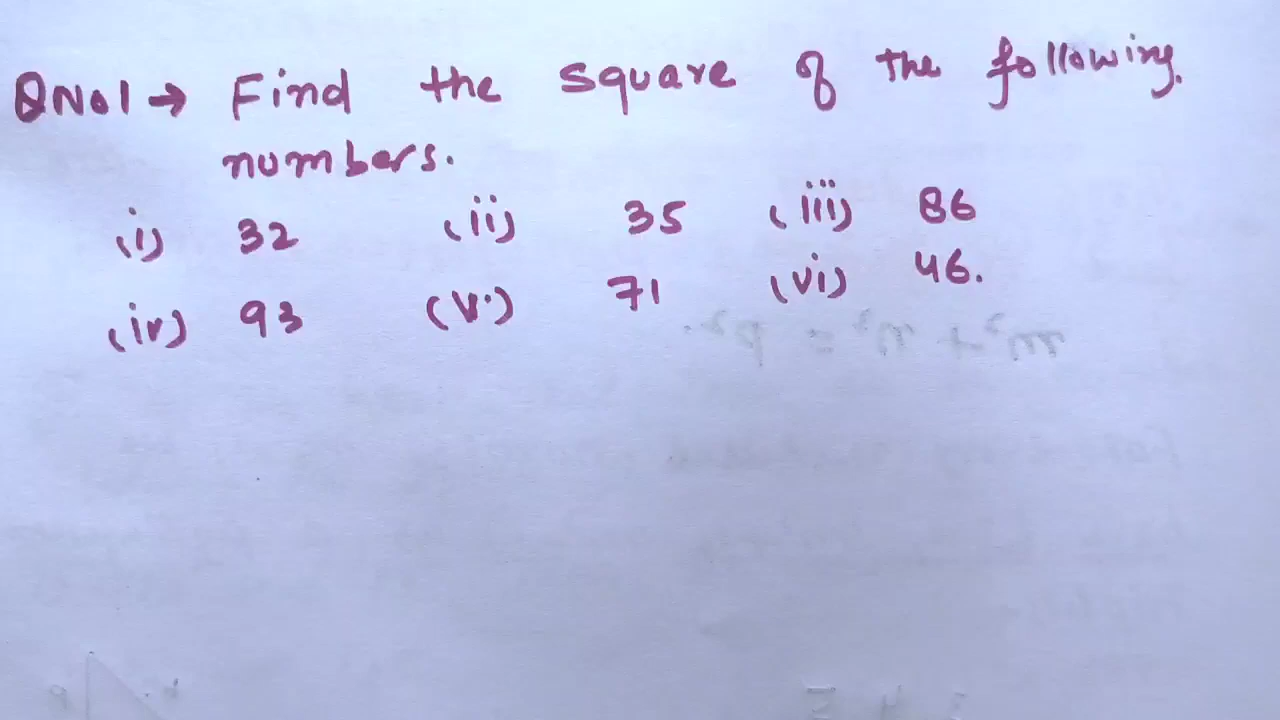 QNo1 → Find the square of the following.
numbers.
(i) 32 (ii) 35 (iii) 86
(iv) 93 (v) 71 (vi) 46.